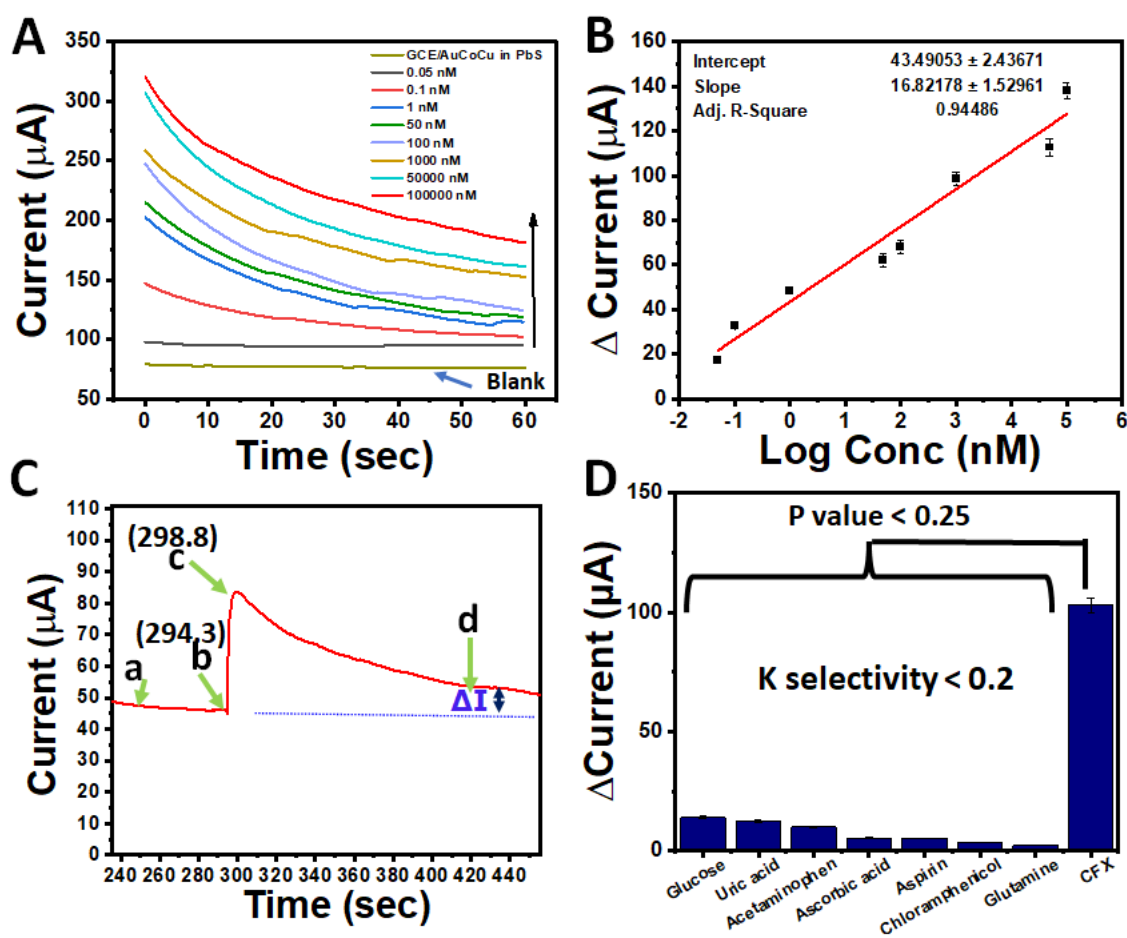 A
350
300
250
200
150
100
50
Current (μA)
GCE/AuCoCu in PbS
0.05 nM
0.1 nM
1 nM
50 nM
100 nM
1000 nM
50000 nM
100000 nM
Blank
0 10 20 30 40 50 60
Time (sec)
B
160
140
120
100
80
60
40
20
0
Δ Current (μA)
Intercept 43.49053 ± 2.43671
Slope 16.82178 ± 1.52961
Adj. R-Square 0.94486
-2 -1 0 1 2 3 4 5 6
Log Conc (nM)
C
110
100
90
80
70
60
50
40
30
20
10
0
Current (μA)
(298.8)
c
(294.3)
a
b
d
ΔI
240 260 280 300 320 340 360 380 400 420 440
Time (sec)
D
150
100
50
0
ΔCurrent (μA)
P value < 0.25
K selectivity < 0.2
Glucose
Uric acid
Acetaminophen
Ascorbic acid
Aspirin
Chloramphenicol
Glutamine
CFX